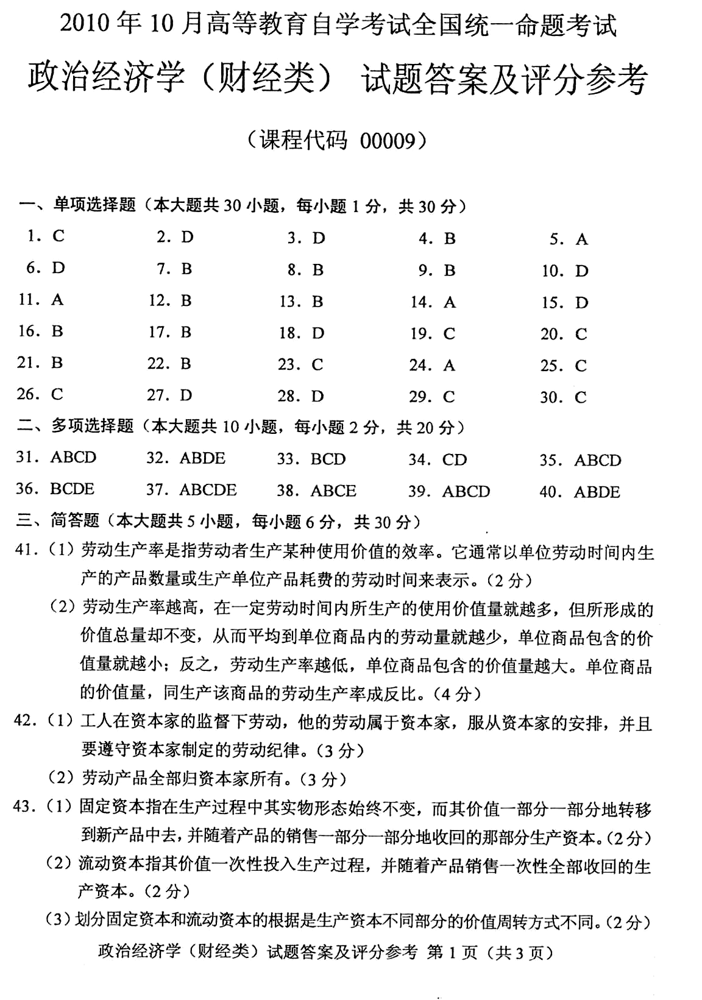 2010 年 10 月高等教育自学考试全国统一命题考试
政治经济学（财经类） 试题答案及评分参考
（课程代码 00009）
一、单项选择题（本大题共 30 小题，每小题 1 分，共 30 分）
1．C 2．D 3．D 4．B 5．A
6．D 7．B 8．B 9．B 10．D
11．A 12．B 13．B 14．A 15．D
16．B 17．B 18．D 19．C 20．C
21．B 22．B 23．C 24．A 25．C
26．C 27．D 28．D 29．C 30．C
二、多项选择题（本大题共 10 小题，每小题 2 分，共 20 分）
31．ABCD 32．ABDE 33．BCD 34．CD 35．ABCD
36．BCDE 37．ABCDE 38．ABCE 39．ABCD 40．ABDE
三、简答题（本大题共 5 小题，每小题 6 分，共 30 分）
41．（1）劳动生产率是指劳动者生产某种使用价值的效率。它通常以单位劳动时间内生
产的产品数量或生产单位产品耗费的劳动时间来表示。（2 分）
（2）劳动生产率越高，在一定劳动时间内所生产的使用价值量就越多，但所形成的
价值总量却不变，从而平均到单位商品内的劳动量就越少，单位商品包含的价
值量就越小；反之，劳动生产率越低，单位商品包含的价值量越大。单位商品
的价值量，同生产该商品的劳动生产率成反比。（4 分）
42．（1）工人在资本家的监督下劳动，他的劳动属于资本家，服从资本家的安排，并且
要遵守资本家制定的劳动纪律。（3 分）
（2）劳动产品全部归资本家所有。（3 分）
43．（1）固定资本指在生产过程中其实物形态始终不变，而其价值一部分一部分地转移
到新产品中去，并随着产品的销售一部分一部分地收回的那部分生产资本。（2 分）
（2）流动资本指其价值一次性投入生产过程，并随着产品销售一次性全部收回的生
产资本。（2 分）
（3）划分固定资本和流动资本的根据是生产资本不同部分的价值周转方式不同。（2 分）
政治经济学（财经类）试题答案及评分参考 第 1 页（共 3 页）